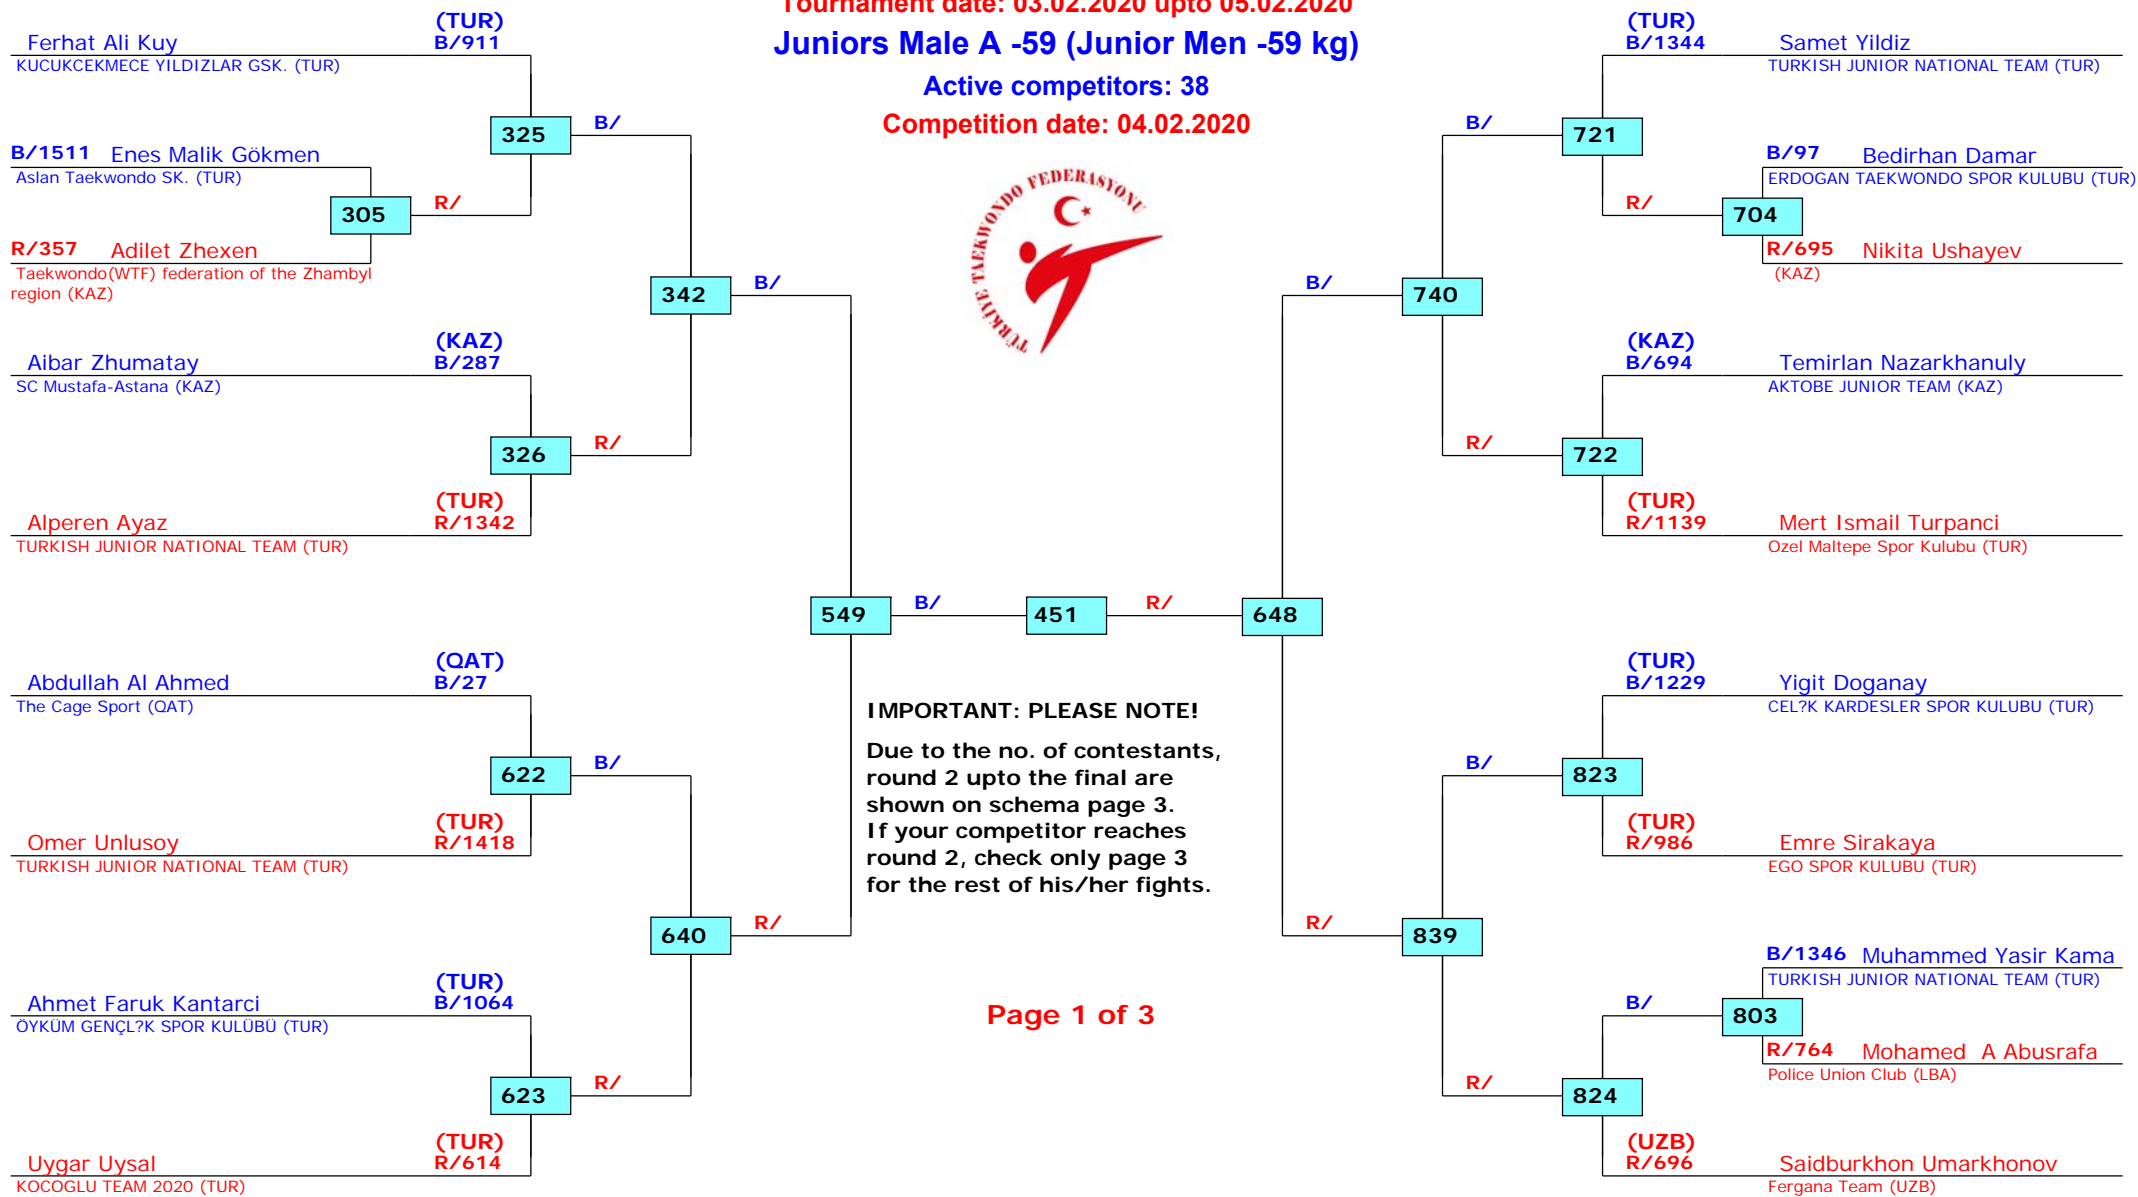 Tournament date: 03.02.2020 upto 05.02.2020
Juniors Male A -59 (Junior Men -59 kg)
Active competitors: 38
Competition date: 04.02.2020
TÜRKİYE TAEKWONDO FEDERASYONU
(TUR)
Ferhat Ali Kuy B/911
KUCUKCEKMECE YILDIZLAR GSK. (TUR)
325
B/
B/1511 Enes Malik Gökmen
Aslan Taekwondo SK. (TUR)
305
R/
R/357 Adilet Zhexen
Taekwondo(WTF) federation of the Zhambyl
region (KAZ)
342
B/
(KAZ)
Aibar Zhumatay B/287
SC Mustafa-Astana (KAZ)
326
R/
(TUR)
Alperen Ayaz R/1342
TURKISH JUNIOR NATIONAL TEAM (TUR)
549
B/
451
R/
648
(QAT)
Abdullah Al Ahmed B/27
The Cage Sport (QAT)
622
B/
(TUR)
Omer Unlusoy R/1418
TURKISH JUNIOR NATIONAL TEAM (TUR)
640
R/
(TUR)
Ahmet Faruk Kantarci B/1064
ÖYKÜM GENÇL?K SPOR KULÜBÜ (TUR)
623
R/
(TUR)
Uygar Uysal R/614
KOCOGLU TEAM 2020 (TUR)
IMPORTANT: PLEASE NOTE!
Due to the no. of contestants,
round 2 upto the final are
shown on schema page 3.
If your competitor reaches
round 2, check only page 3
for the rest of his/her fights.
Page 1 of 3
(TUR)
B/1344 Samet Yildiz
TURKISH JUNIOR NATIONAL TEAM (TUR)
B/
721
B/97 Bedirhan Damar
ERDOGAN TAEKWONDO SPOR KULUBU (TUR)
R/
704
R/695 Nikita Ushayev
(KAZ)
B/
740
(KAZ)
B/694 Temirlan Nazarkhanuly
AKTOBE JUNIOR TEAM (KAZ)
R/
722
(TUR)
R/1139 Mert Ismail Turpanci
Ozel Maltepe Spor Kulubu (TUR)
(TUR)
B/1229 Yigit Doganay
CEL?K KARDESLER SPOR KULUBU (TUR)
B/
823
(TUR)
R/986 Emre Sirakaya
EGO SPOR KULUBU (TUR)
R/
839
B/1346 Muhammed Yasir Kama
TURKISH JUNIOR NATIONAL TEAM (TUR)
B/
803
R/764 Mohamed A Abusrafa
Police Union Club (LBA)
R/
824
(UZB)
R/696 Saidburkhon Umarkhonov
Fergana Team (UZB)